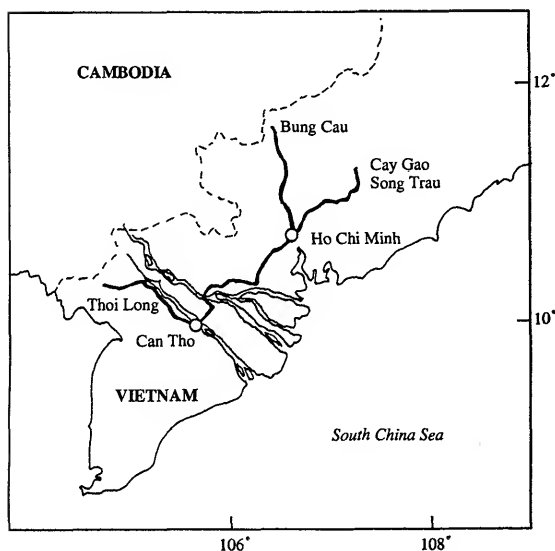 CAMBODIA
12°
Bung Cau
Cay Gao
Song Trau
Ho Chi Minh
Thoi Long
10°
Can Tho
VIETNAM
South China Sea
106°
108°